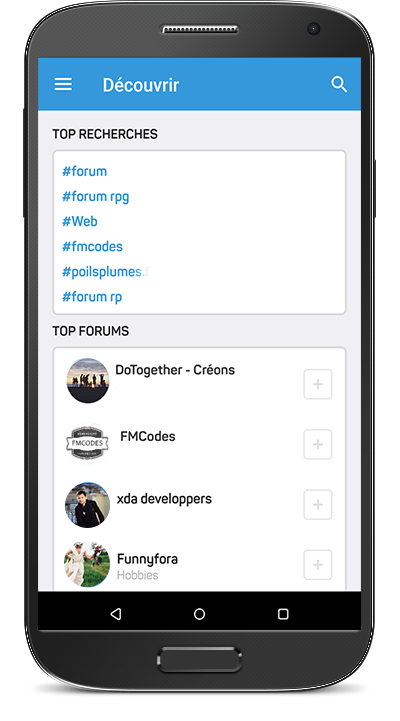 Découvrir
TOP RECHERCHES
#forum
#forum rpg
#Web
#fmcodes
#poilsplumes.
#forum rp
TOP FORUMS
DoTogether - Créons
FMCODES
FMCodes
xda developpers
Funnyfora
Hobbies